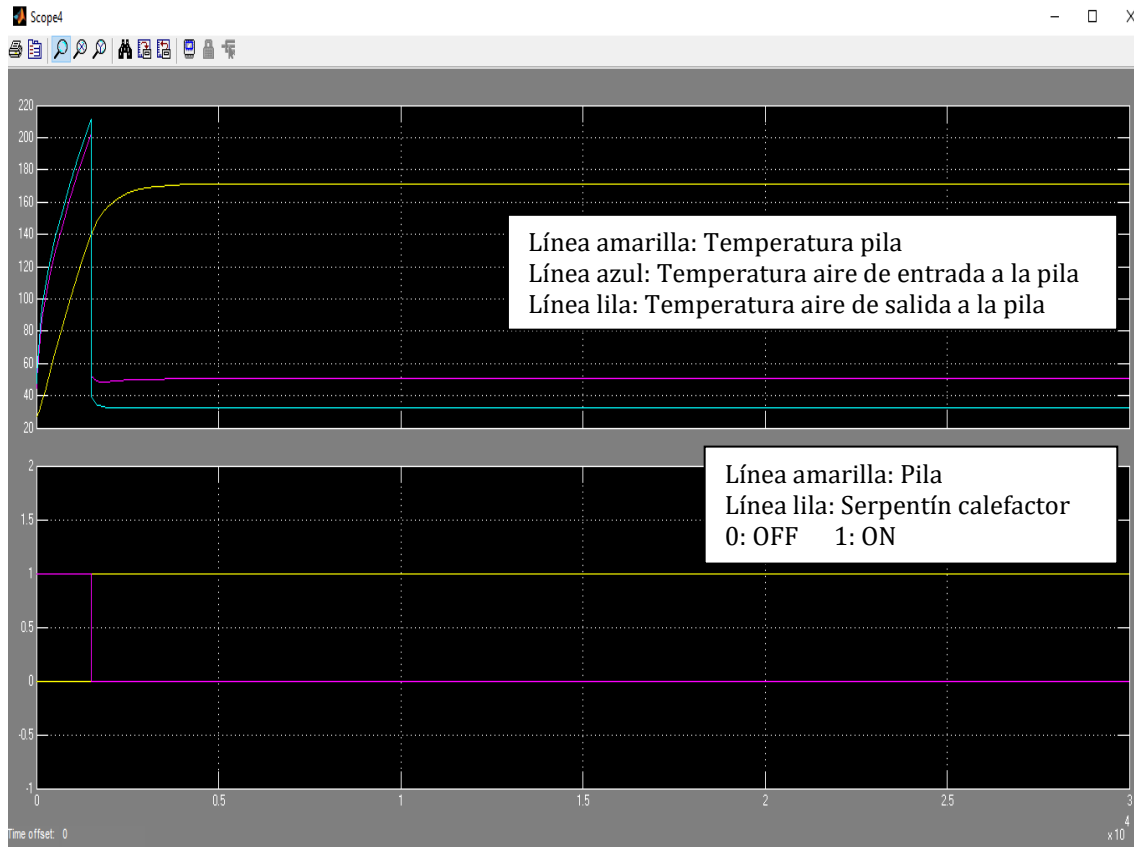 Scope4
220
200
180
160
140
120
100
80
60
40
20
Línea amarilla: Temperatura pila
Línea azul: Temperatura aire de entrada a la pila
Línea lila: Temperatura aire de salida a la pila
2
1.5
1
0.5
0
-0.5
-1
Línea amarilla: Pila
Línea lila: Serpentín calefactor
0: OFF 1: ON
0 0.5 1 1.5 2 2.5 3
x 10 4
Time offset: 0